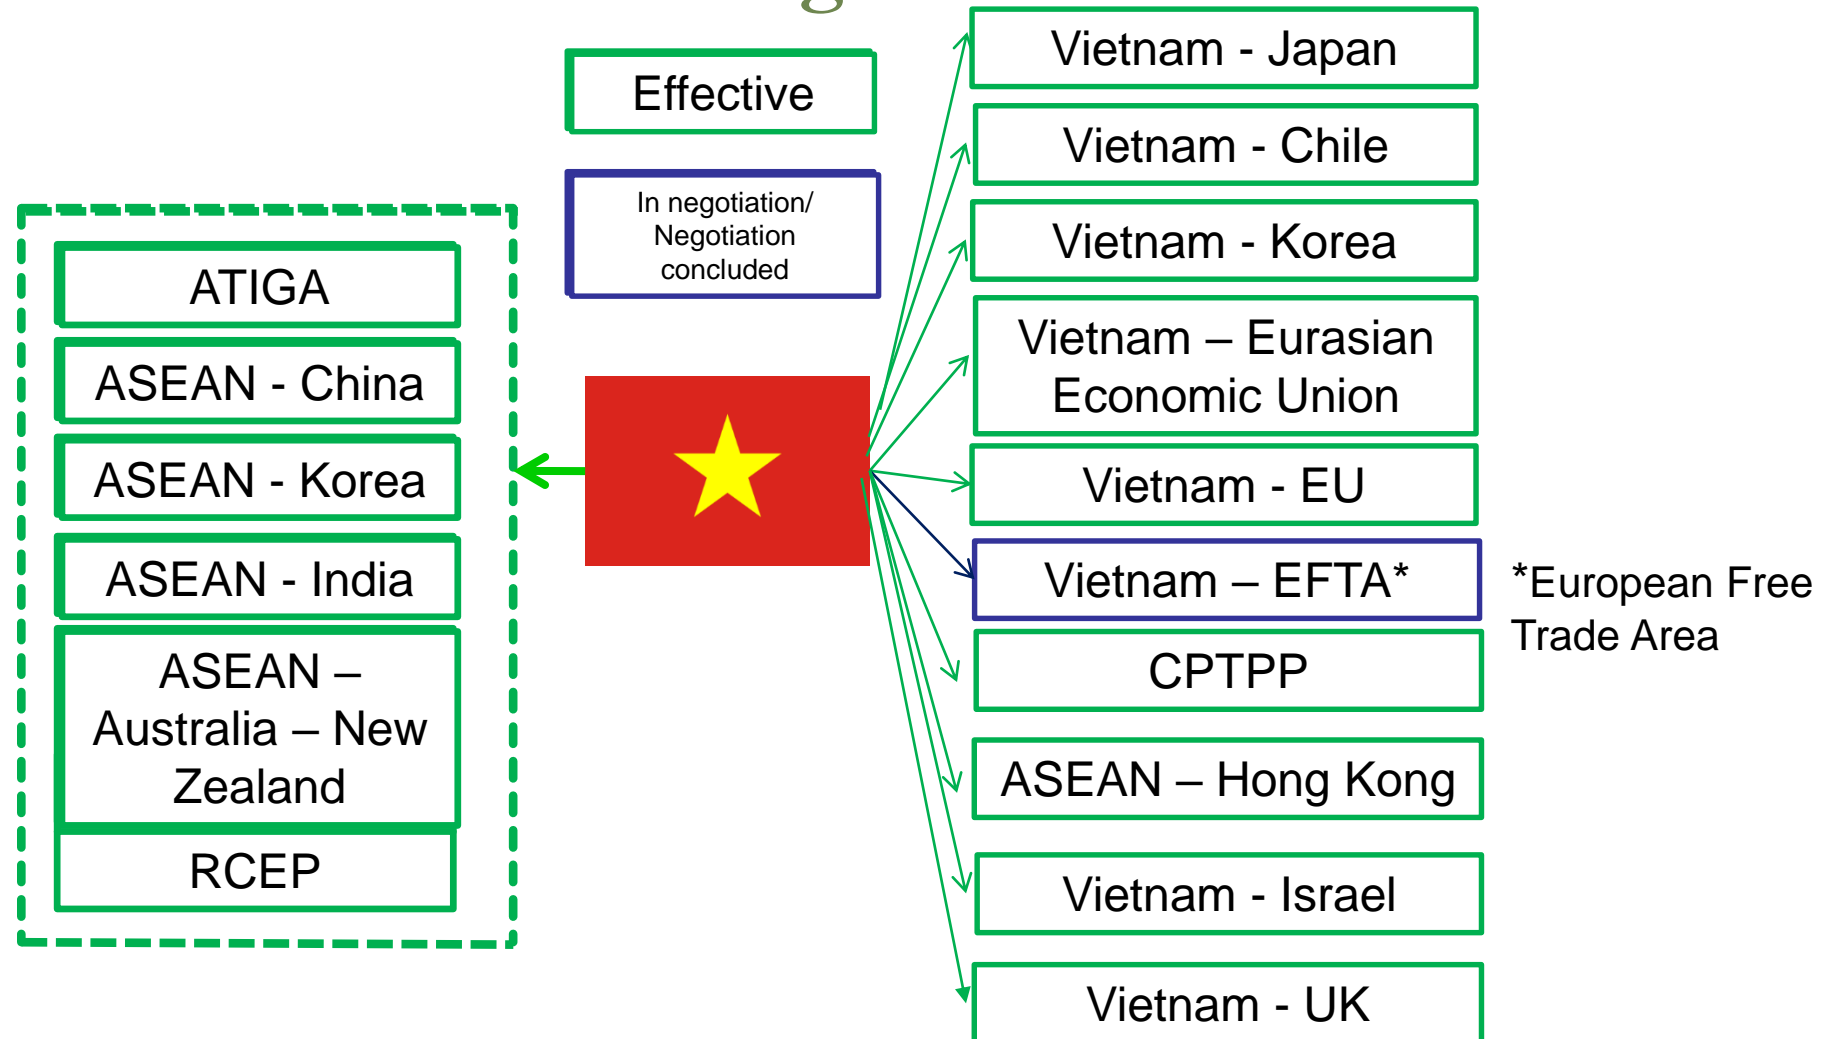 Effective
In negotiation/
Negotiation
concluded
ATIGA
ASEAN - China
ASEAN - Korea
ASEAN - India
ASEAN –
Australia – New
Zealand
RCEP
Vietnam - Japan
Vietnam - Chile
Vietnam - Korea
Vietnam – Eurasian
Economic Union
Vietnam - EU
Vietnam – EFTA*
*European Free
Trade Area
CPTPP
ASEAN – Hong Kong
Vietnam - Israel
Vietnam - UK